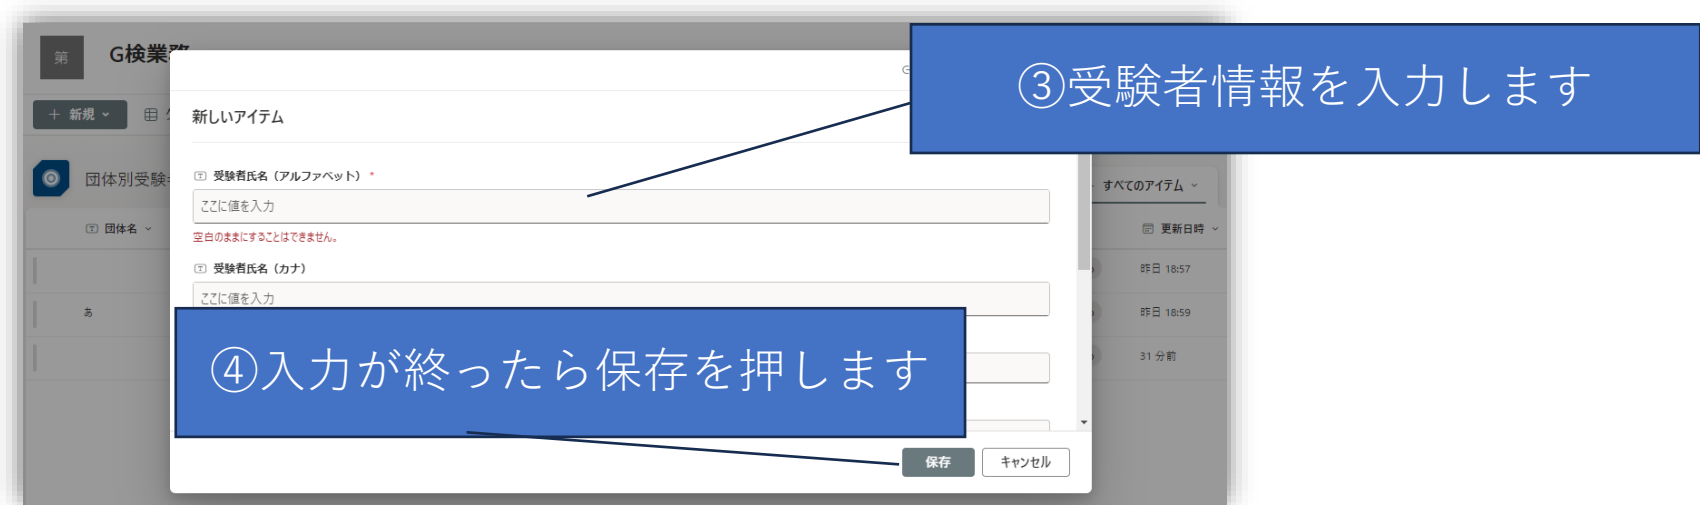 第
G検業務
③受験者情報を入力します
＋ 新規
新しいアイテム
受験者氏名（アルファベット） *
団体別受験
すべてのアイテム
ここに値を入力
団体名
更新日時
空白のままにすることはできません。
受験者氏名（カナ）
昨日 18:57
ここに値を入力
あ
昨日 18:59
④入力が終ったら保存を押します
31 分前
保存
キャンセル